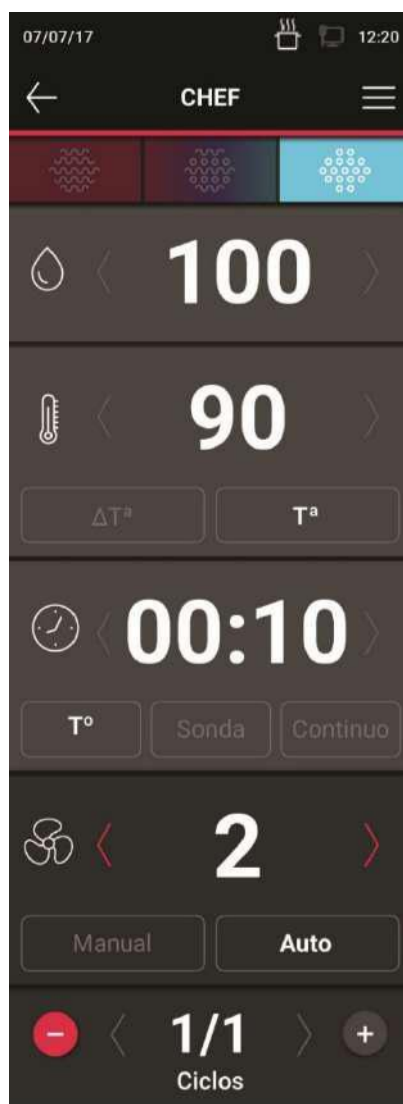 07/07/17 12:20
CHEF
100
90
ΔTª Tª
00:10
Tº Sonda Continuo
2
Manual Auto
1/1
Ciclos